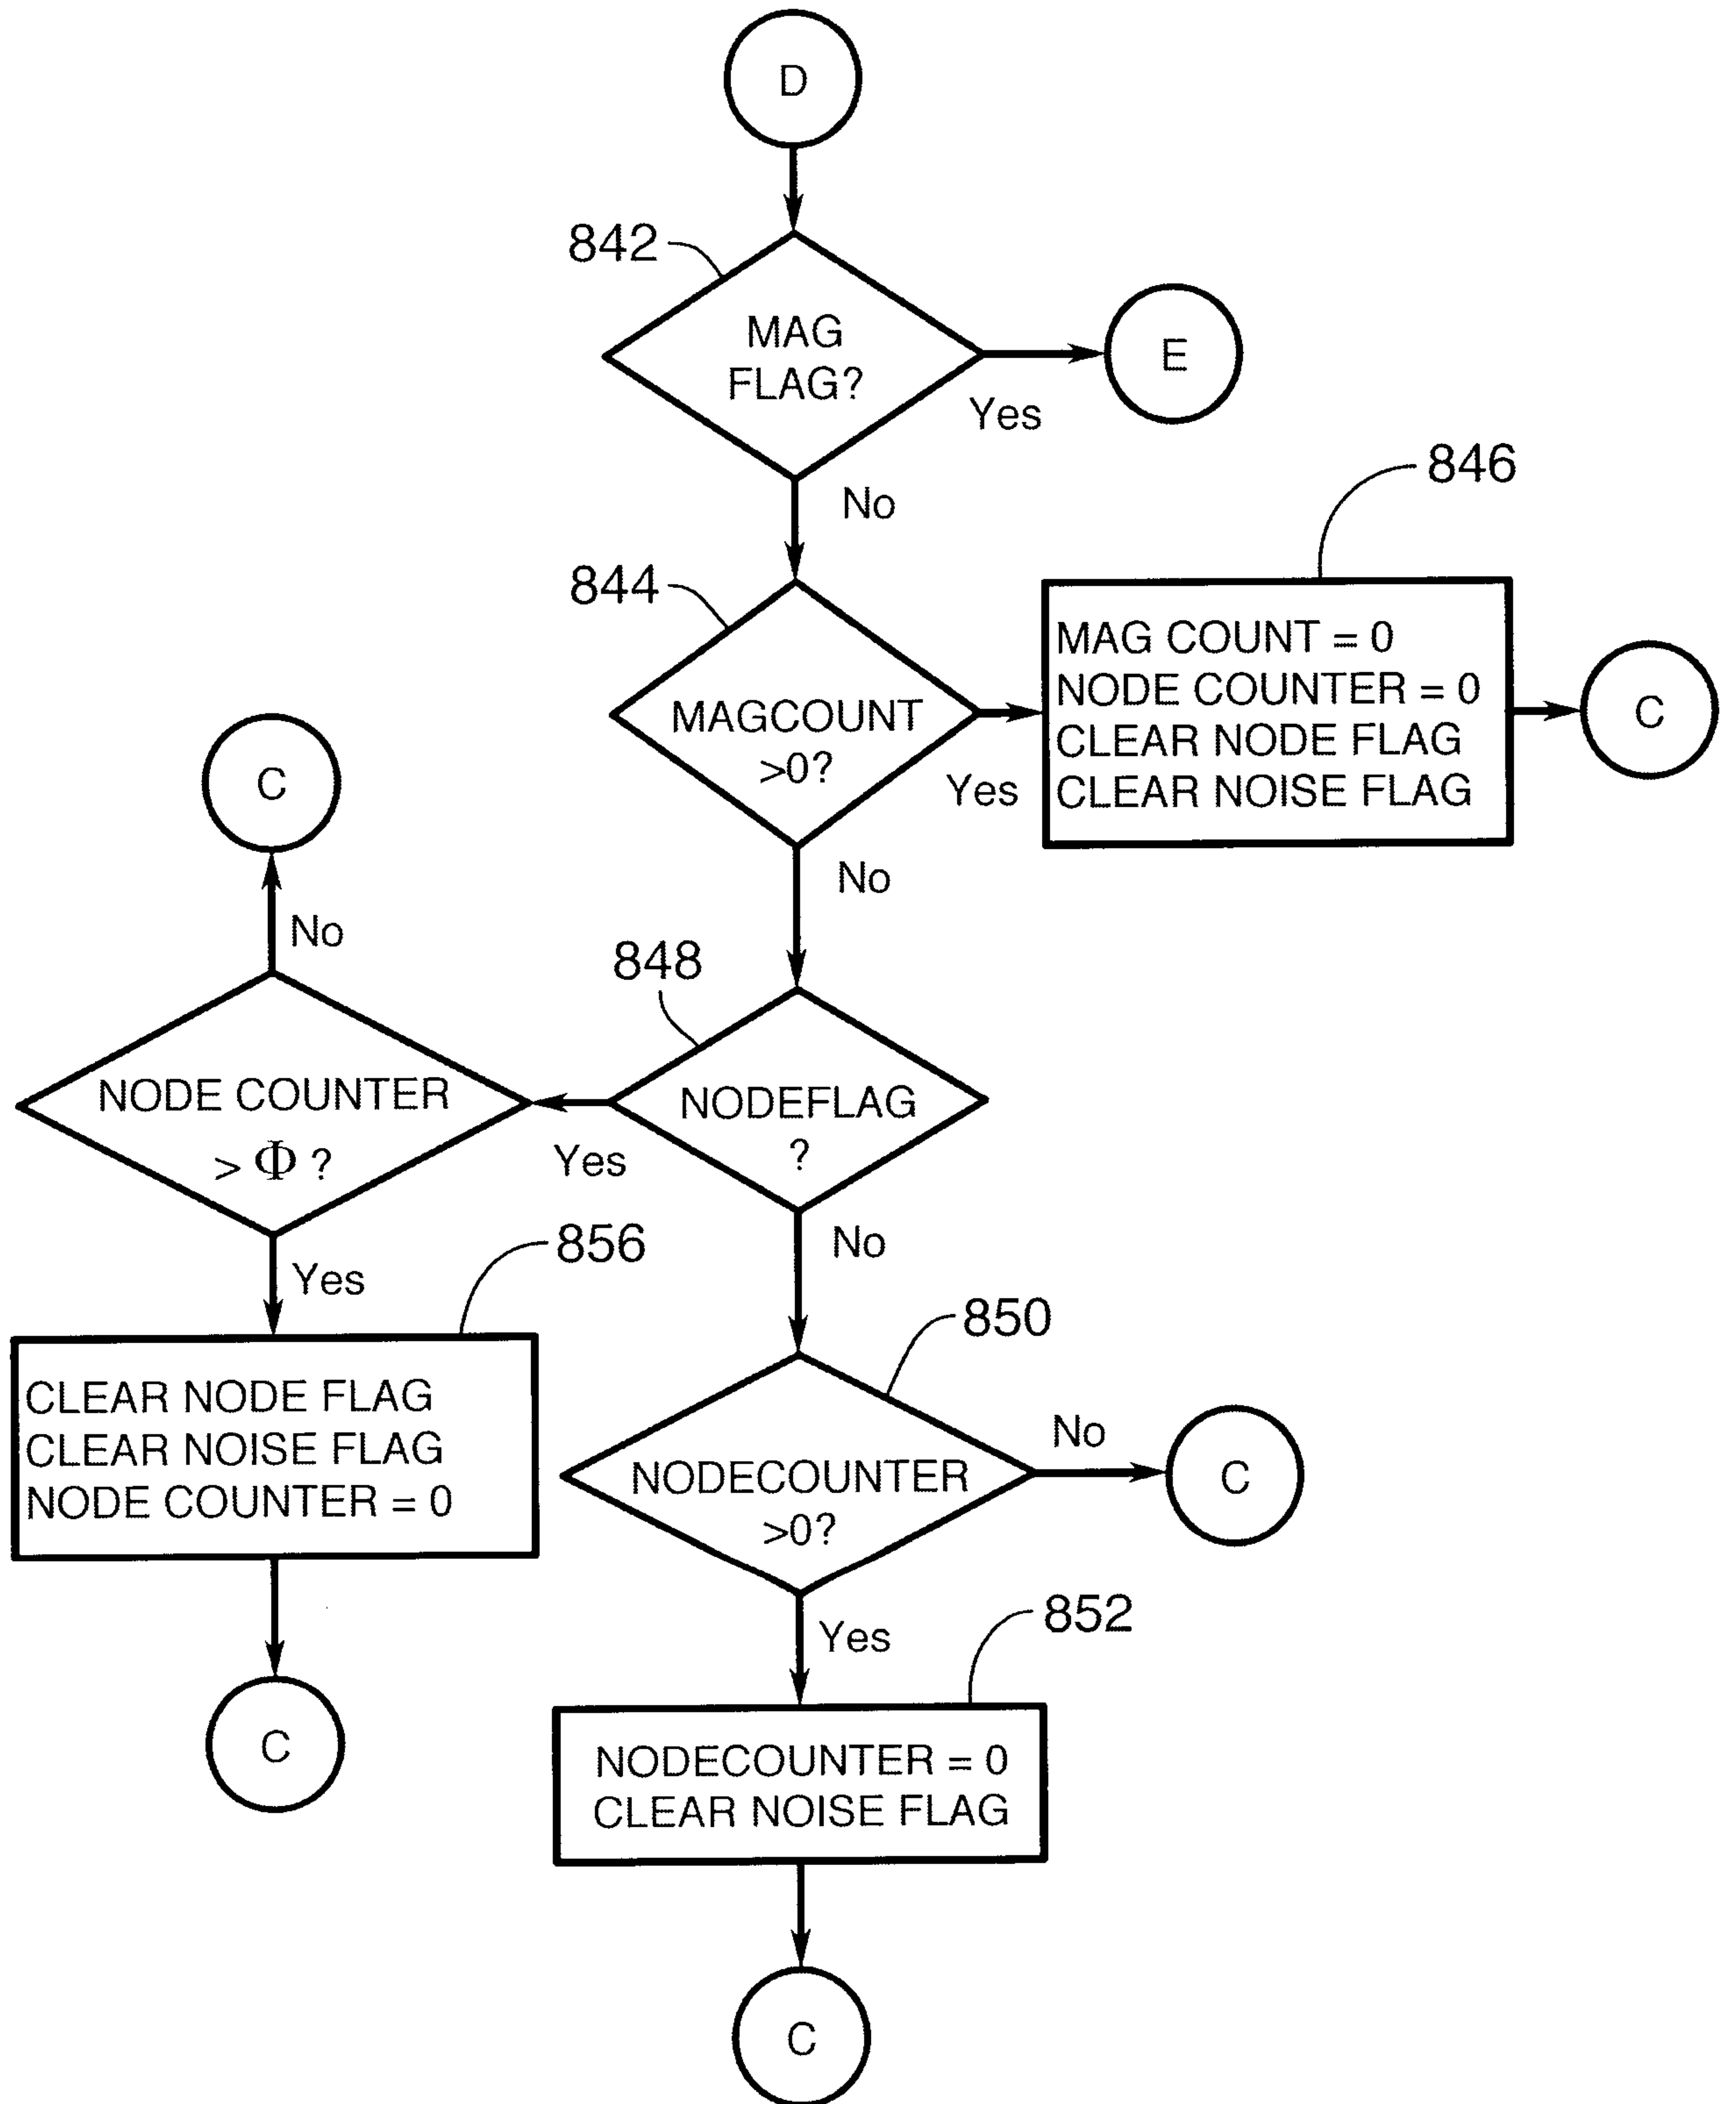 D
842
MAG
FLAG?
E
Yes
No
846
844
MAGCOUNT
>0?
Yes
MAG COUNT = 0
NODE COUNTER = 0
CLEAR NODE FLAG
CLEAR NOISE FLAG
C
No
C
No
848
NODEFLAG
?
Yes
NODE COUNTER
> Φ ?
Yes
856
CLEAR NODE FLAG
CLEAR NOISE FLAG
NODE COUNTER = 0
C
No
850
NODECOUNTER
>0?
No
C
Yes
852
NODECOUNTER = 0
CLEAR NOISE FLAG
C